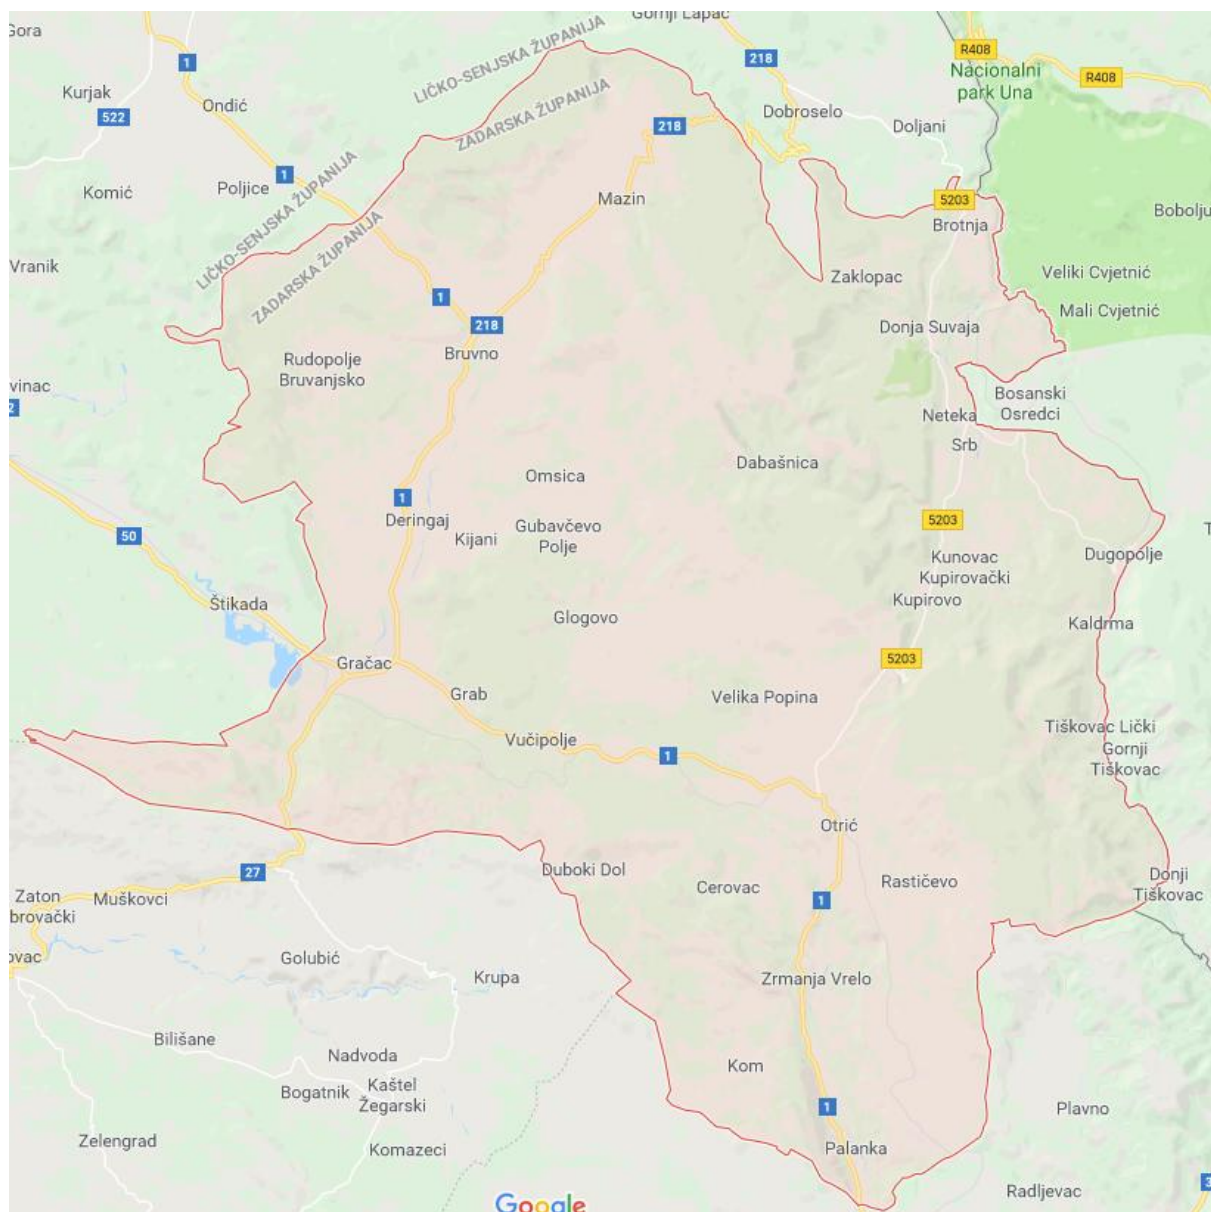 Gornji Lapac
Gora
1
218
R408
Nacionalni
park Una
R408
LIČKO-SENJSKA ŽUPANIJA
ZADARSKA ŽUPANIJA
Kurjak
Ondić
522
Dobroselo
Doljani
218
1
Poljice
Komić
Mazin
5203
Brotnja
Bobolju
LIČKO-SENJSKA ŽUPANIJA
ZADARSKA ŽUPANIJA
Vranik
Zaklopac
Veliki Cvjetnić
1
Mali Cvjetnić
218
Donja Suvaja
Rudopolje
Bruvanjsko
Bruvno
vinac
2
Bosanski
Osredci
Neteka
Srb
Dabašnica
Omsica
1
Deringaj
Kijani
Gubavčevo
Polje
5203
50
Dugopolje
Kunovac
Kupirovački
Kupirovo
Štikada
Glogovo
Kaldrma
Gračac
5203
Grab
Velika Popina
Vučipolje
1
Tiškovac Lički
Gornji
Tiškovac
Otrić
27
Duboki Dol
Cerovac
1
Rastičevo
Donji
Tiškovac
Zaton
brovački
Muškovci
ovac
Golubić
Krupa
Zrmanja Vrelo
Bilišane
Nadvoda
Bogatnik
Kaštel
Žegarski
Kom
1
Plavno
Zelengrad
Komazeci
Palanka
3
Radljevac
Google